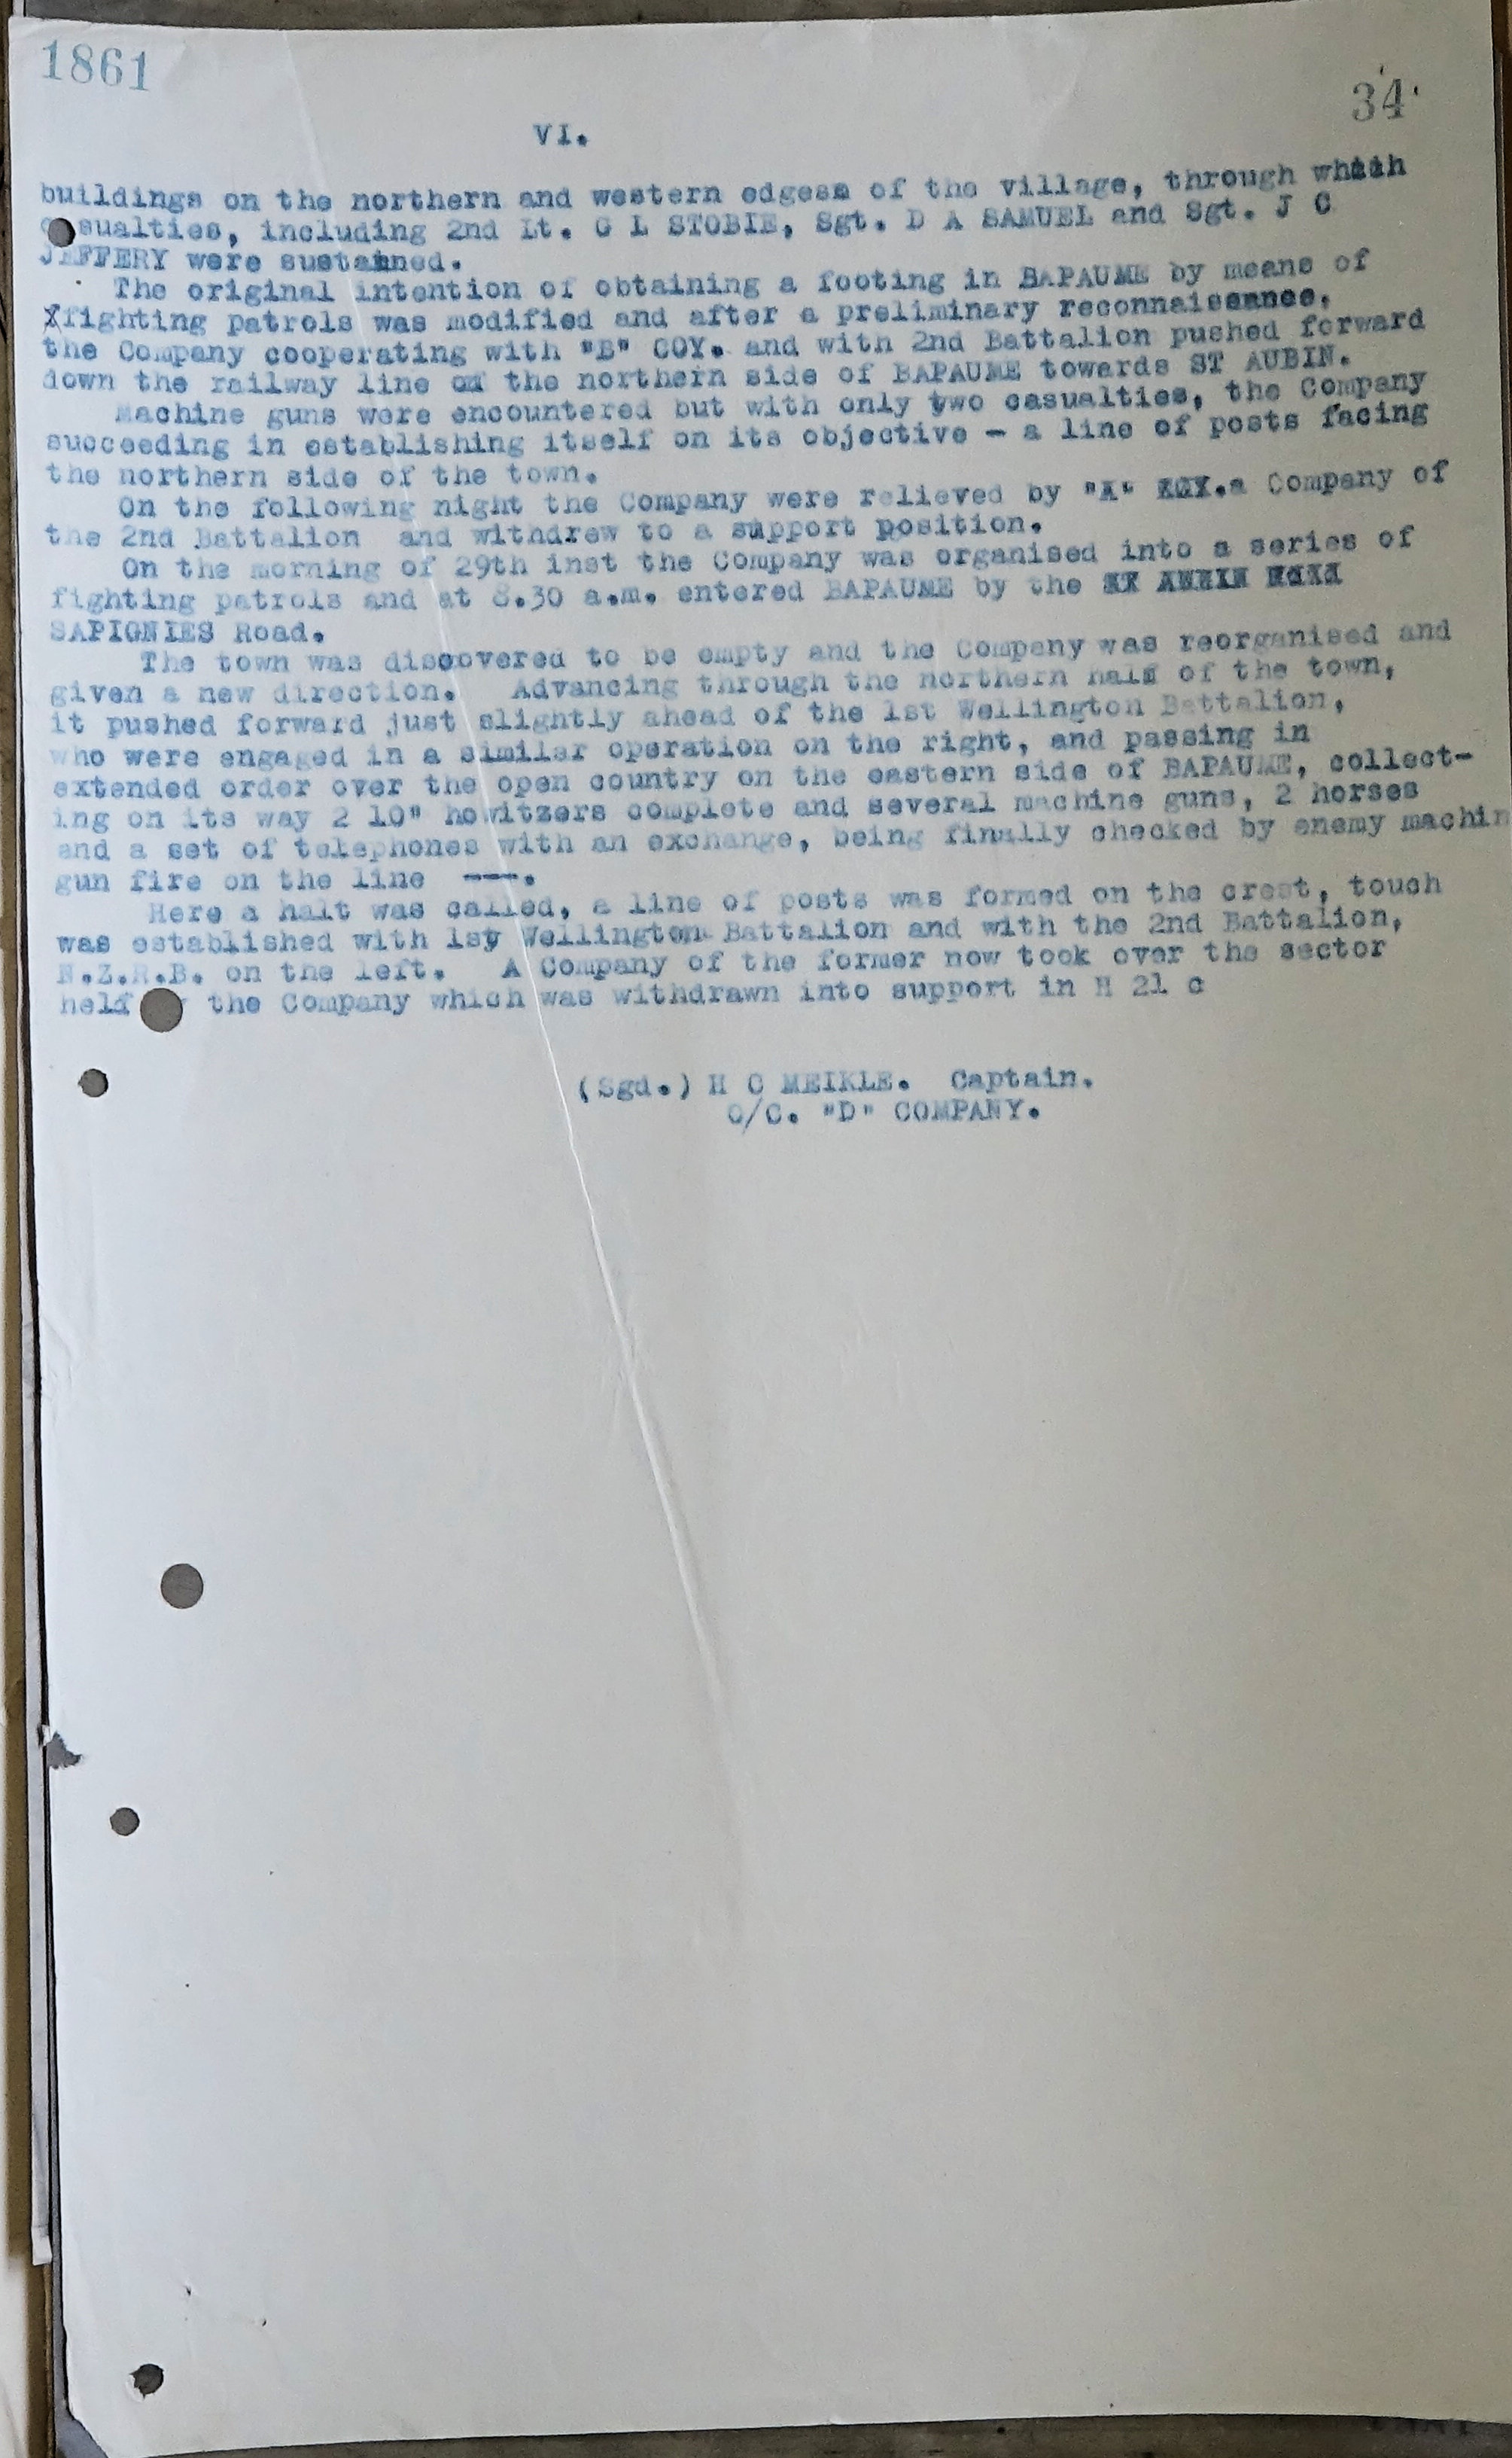 1861
34
VI.
buildings on the northern and western edges of the village, through which
casualties, including 2nd Lt. G L STOBIE, Sgt. D A SAMUEL and Sgt. J C
JEFFERY were sustained.
The original intention of obtaining a footing in BAPAUME by means of
fighting patrols was modified and after a preliminary reconnaissance,
the Company cooperating with "B" COY. and with 2nd Battalion pushed forward
down the railway line on the northern side of BAPAUME towards ST AUBIN.
Machine guns were encountered but with only two casualties, the Company
succeeding in establishing itself on its objective - a line of posts facing
the northern side of the town.
On the following night the Company were relieved by a Company of
the 2nd Battalion and withdrew to a support position.
On the morning of 29th inst the Company was organised into a series of
fighting patrols and at 8.30 a.m. entered BAPAUME by the
SAPIGNIES Road.
The town was discovered to be empty and the Company was reorganised and
given a new direction. Advancing through the northern half of the town,
it pushed forward just slightly ahead of the 1st Wellington Battalion,
who were engaged in a similar operation on the right, and passing in
extended order over the open country on the eastern side of BAPAUME, collect-
ing on its way 2 10" howitzers complete and several machine guns, 2 horses
and a set of telephones with an exchange, being finally checked by enemy machin
gun fire on the line ---.
Here a halt was called, a line of posts was formed on the crest, touch
was established with 1st Wellington Battalion and with the 2nd Battalion,
N.Z.R.B. on the left. A Company of the former now took over the sector
held the Company which was withdrawn into support in H 21 c
(Sgd.) H C MEIKLE. Captain.
O/C. "D" COMPANY.